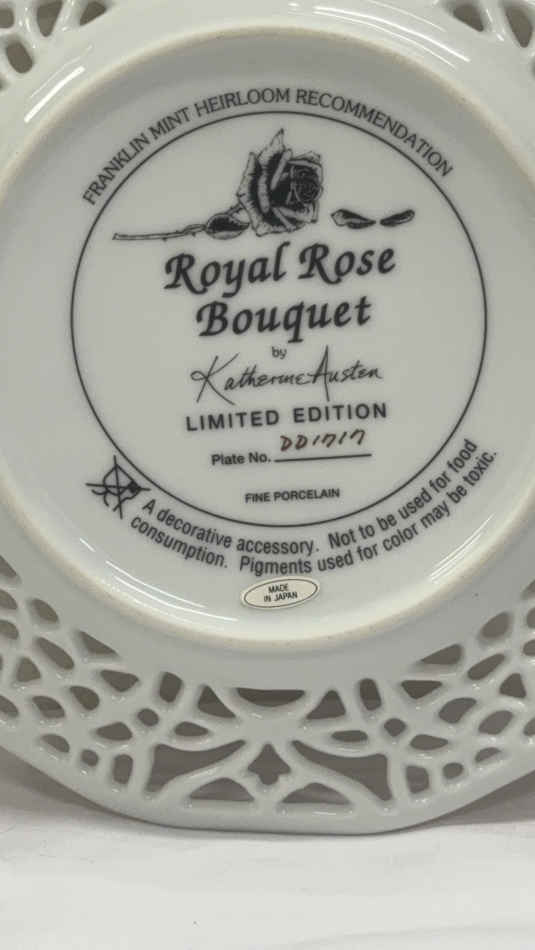 FRANKLIN MINT HEIRLOOM RECOMMENDATION
Royal Rose
Bouquet
by
Katherine Austen
LIMITED EDITION
Plate No. DD1717
FINE PORCELAIN
A decorative accessory. Not to be used for food
consumption. Pigments used for color may be toxic.
MADE
IN JAPAN